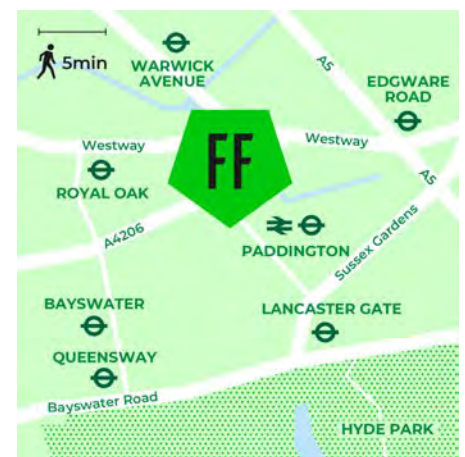 5min
WARWICK
AVENUE
A5
EDGWARE
ROAD
Westway
FF
Westway
ROYAL OAK
A5
A4206
PADDINGTON
Sussex Gardens
BAYSWATER
LANCASTER GATE
QUEENSWAY
Bayswater Road
HYDE PARK